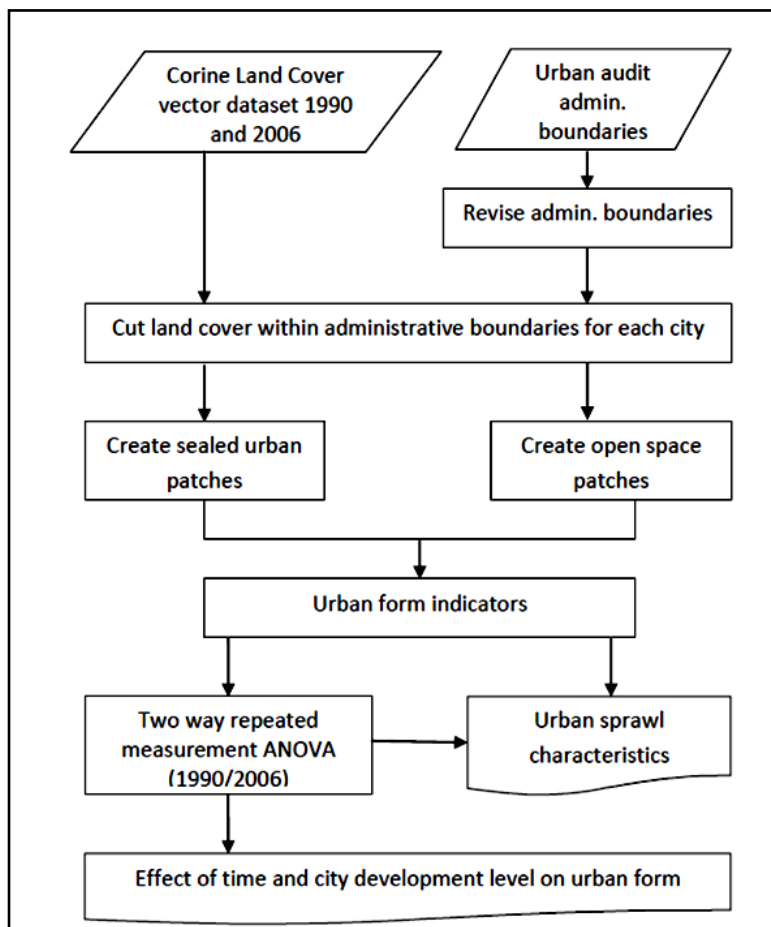 Corine Land Cover
vector dataset 1990
and 2006
Urban audit
admin.
boundaries
Revise admin. boundaries
Cut land cover within administrative boundaries for each city
Create sealed urban
patches
Create open space
patches
Urban form indicators
Two way repeated
measurement ANOVA
(1990/2006)
Urban sprawl
characteristics
Effect of time and city development level on urban form